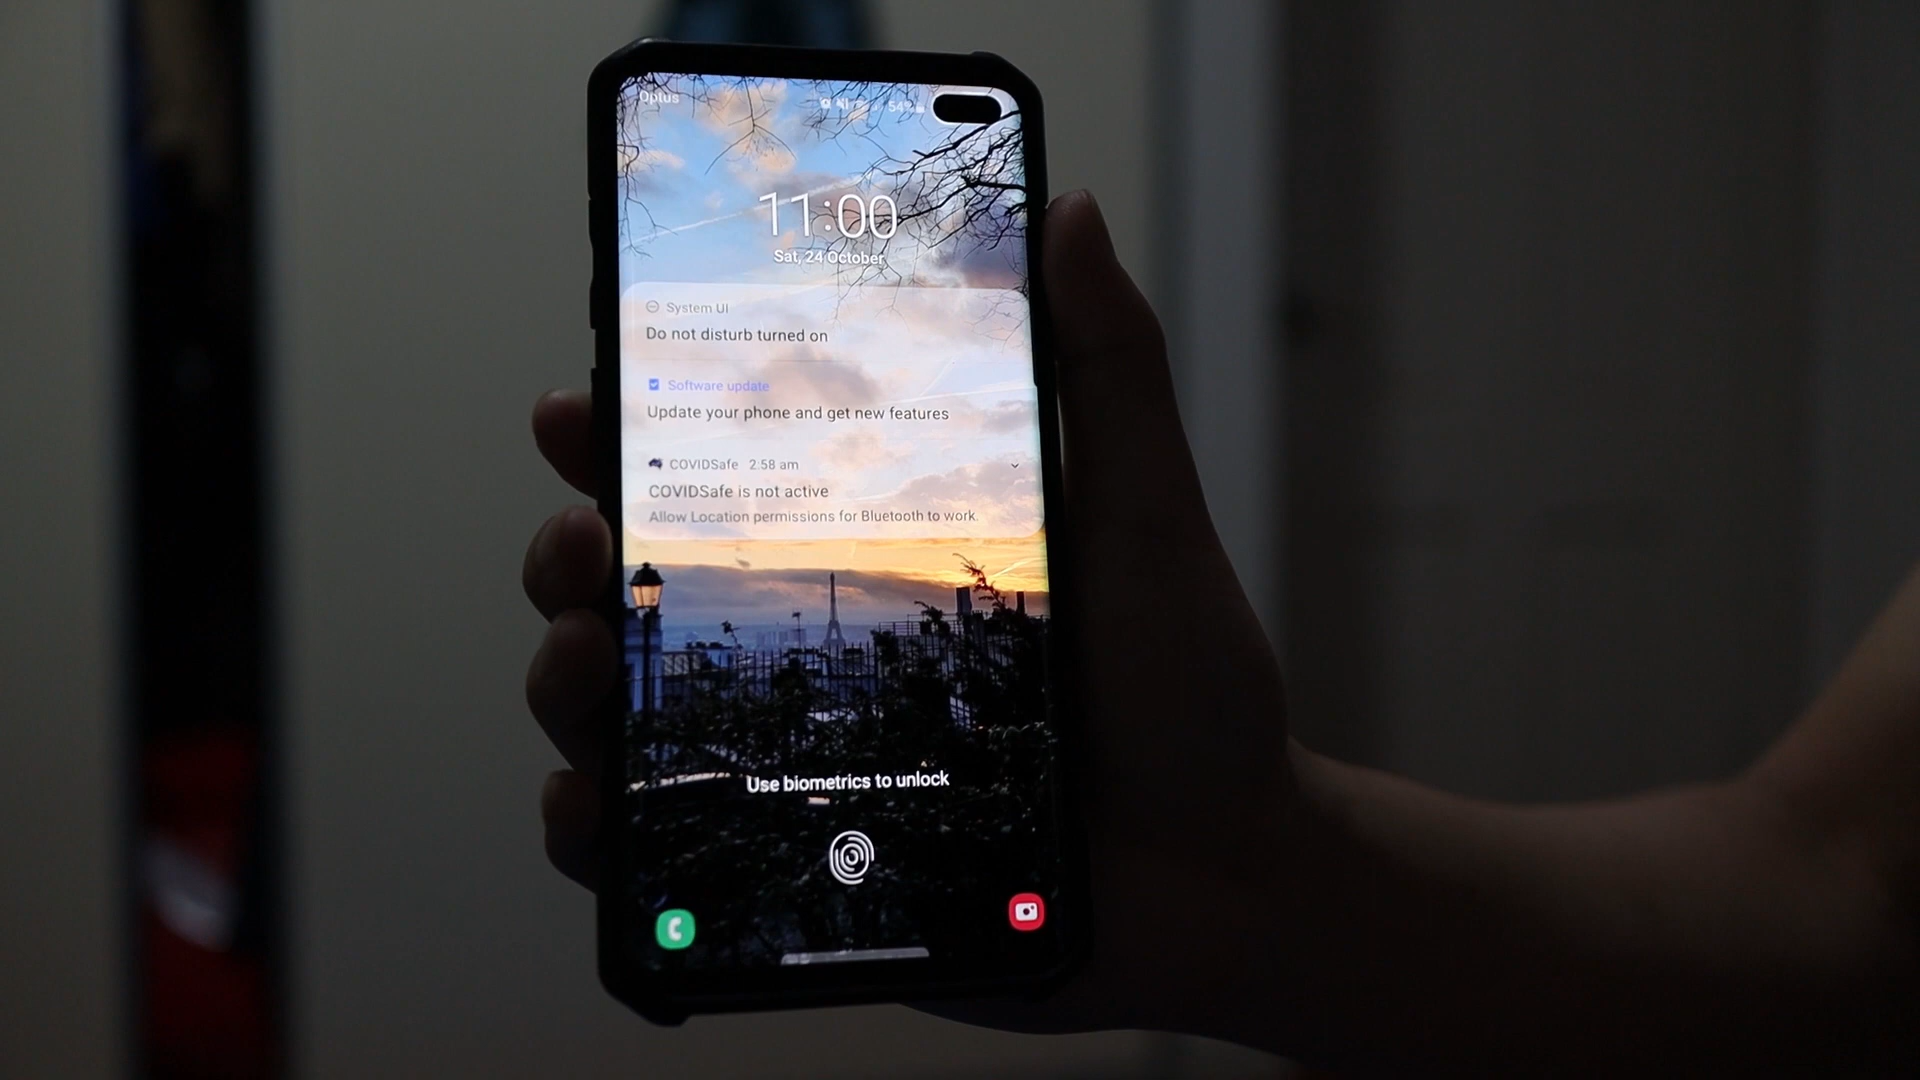 Optus
54%
11:00
Sat, 24 October
System UI
Do not disturb turned on
Software update
Update your phone and get new features
COVIDSafe 2:58 am
COVIDSafe is not active
Allow Location permissions for Bluetooth to work.
Use biometrics to unlock